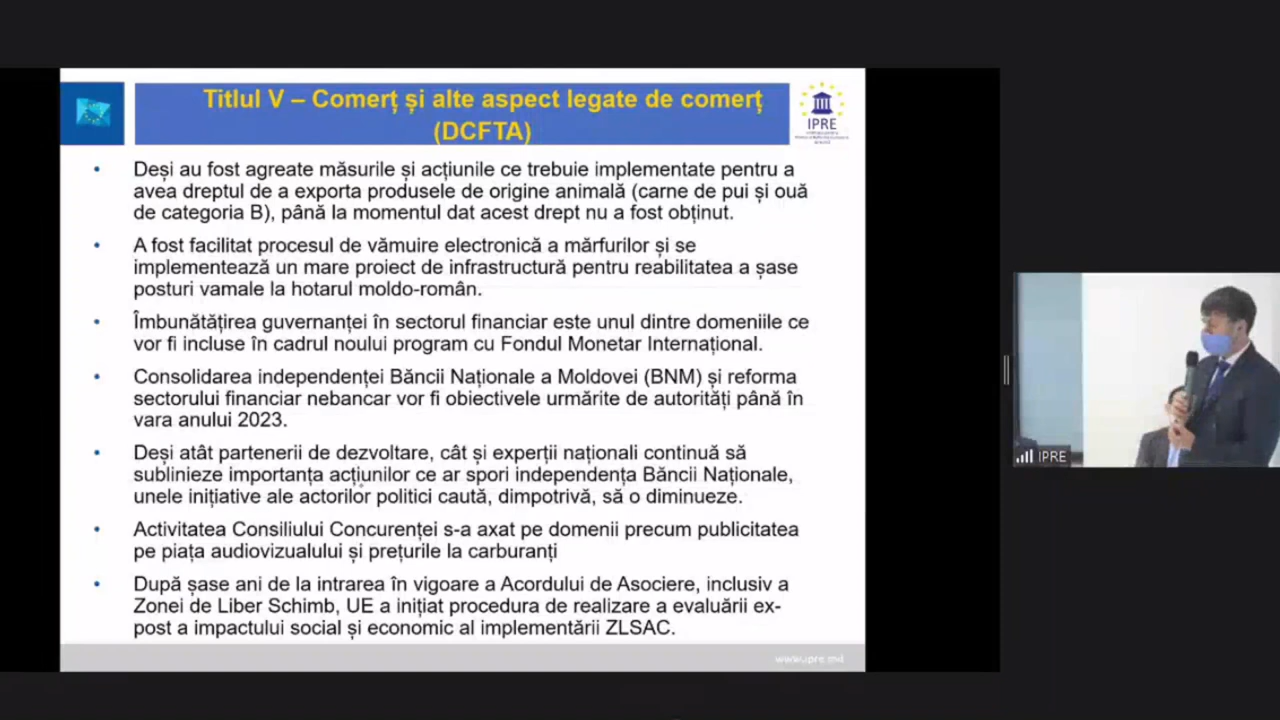 Titlul V – Comerț și alte aspect legate de comerț
(DCFTA)
IPRE
Deși au fost agreate măsurile și acțiunile ce trebuie implementate pentru a
avea dreptul de a exporta produsele de origine animală (carne de pui și ouă
de categoria B), până la momentul dat acest drept nu a fost obținut.
A fost facilitat procesul de vămuire electronică a mărfurilor și se
implementează un mare proiect de infrastructură pentru reabilitatea a șase
posturi vamale la hotarul moldo-român.
Îmbunătățirea guvernanței în sectorul financiar este unul dintre domeniile ce
vor fi incluse în cadrul noului program cu Fondul Monetar Internațional.
Consolidarea independenței Băncii Naționale a Moldovei (BNM) și reforma
sectorului financiar nebancar vor fi obiectivele urmărite de autorități până în
vara anului 2023.
Deși atât partenerii de dezvoltare, cât și experții naționali continuă să
sublinieze importanța acțiunilor ce ar spori independența Băncii Naționale,
unele inițiative ale actorilor politici caută, dimpotrivă, să o diminueze.
Activitatea Consiliului Concurenței s-a axat pe domenii precum publicitatea
pe piața audiovizualului și prețurile la carburanți
După șase ani de la intrarea în vigoare a Acordului de Asociere, inclusiv a
Zonei de Liber Schimb, UE a inițiat procedura de realizare a evaluării ex-
post a impactului social și economic al implementării ZLSAC.
www.ipre.md
IPRE